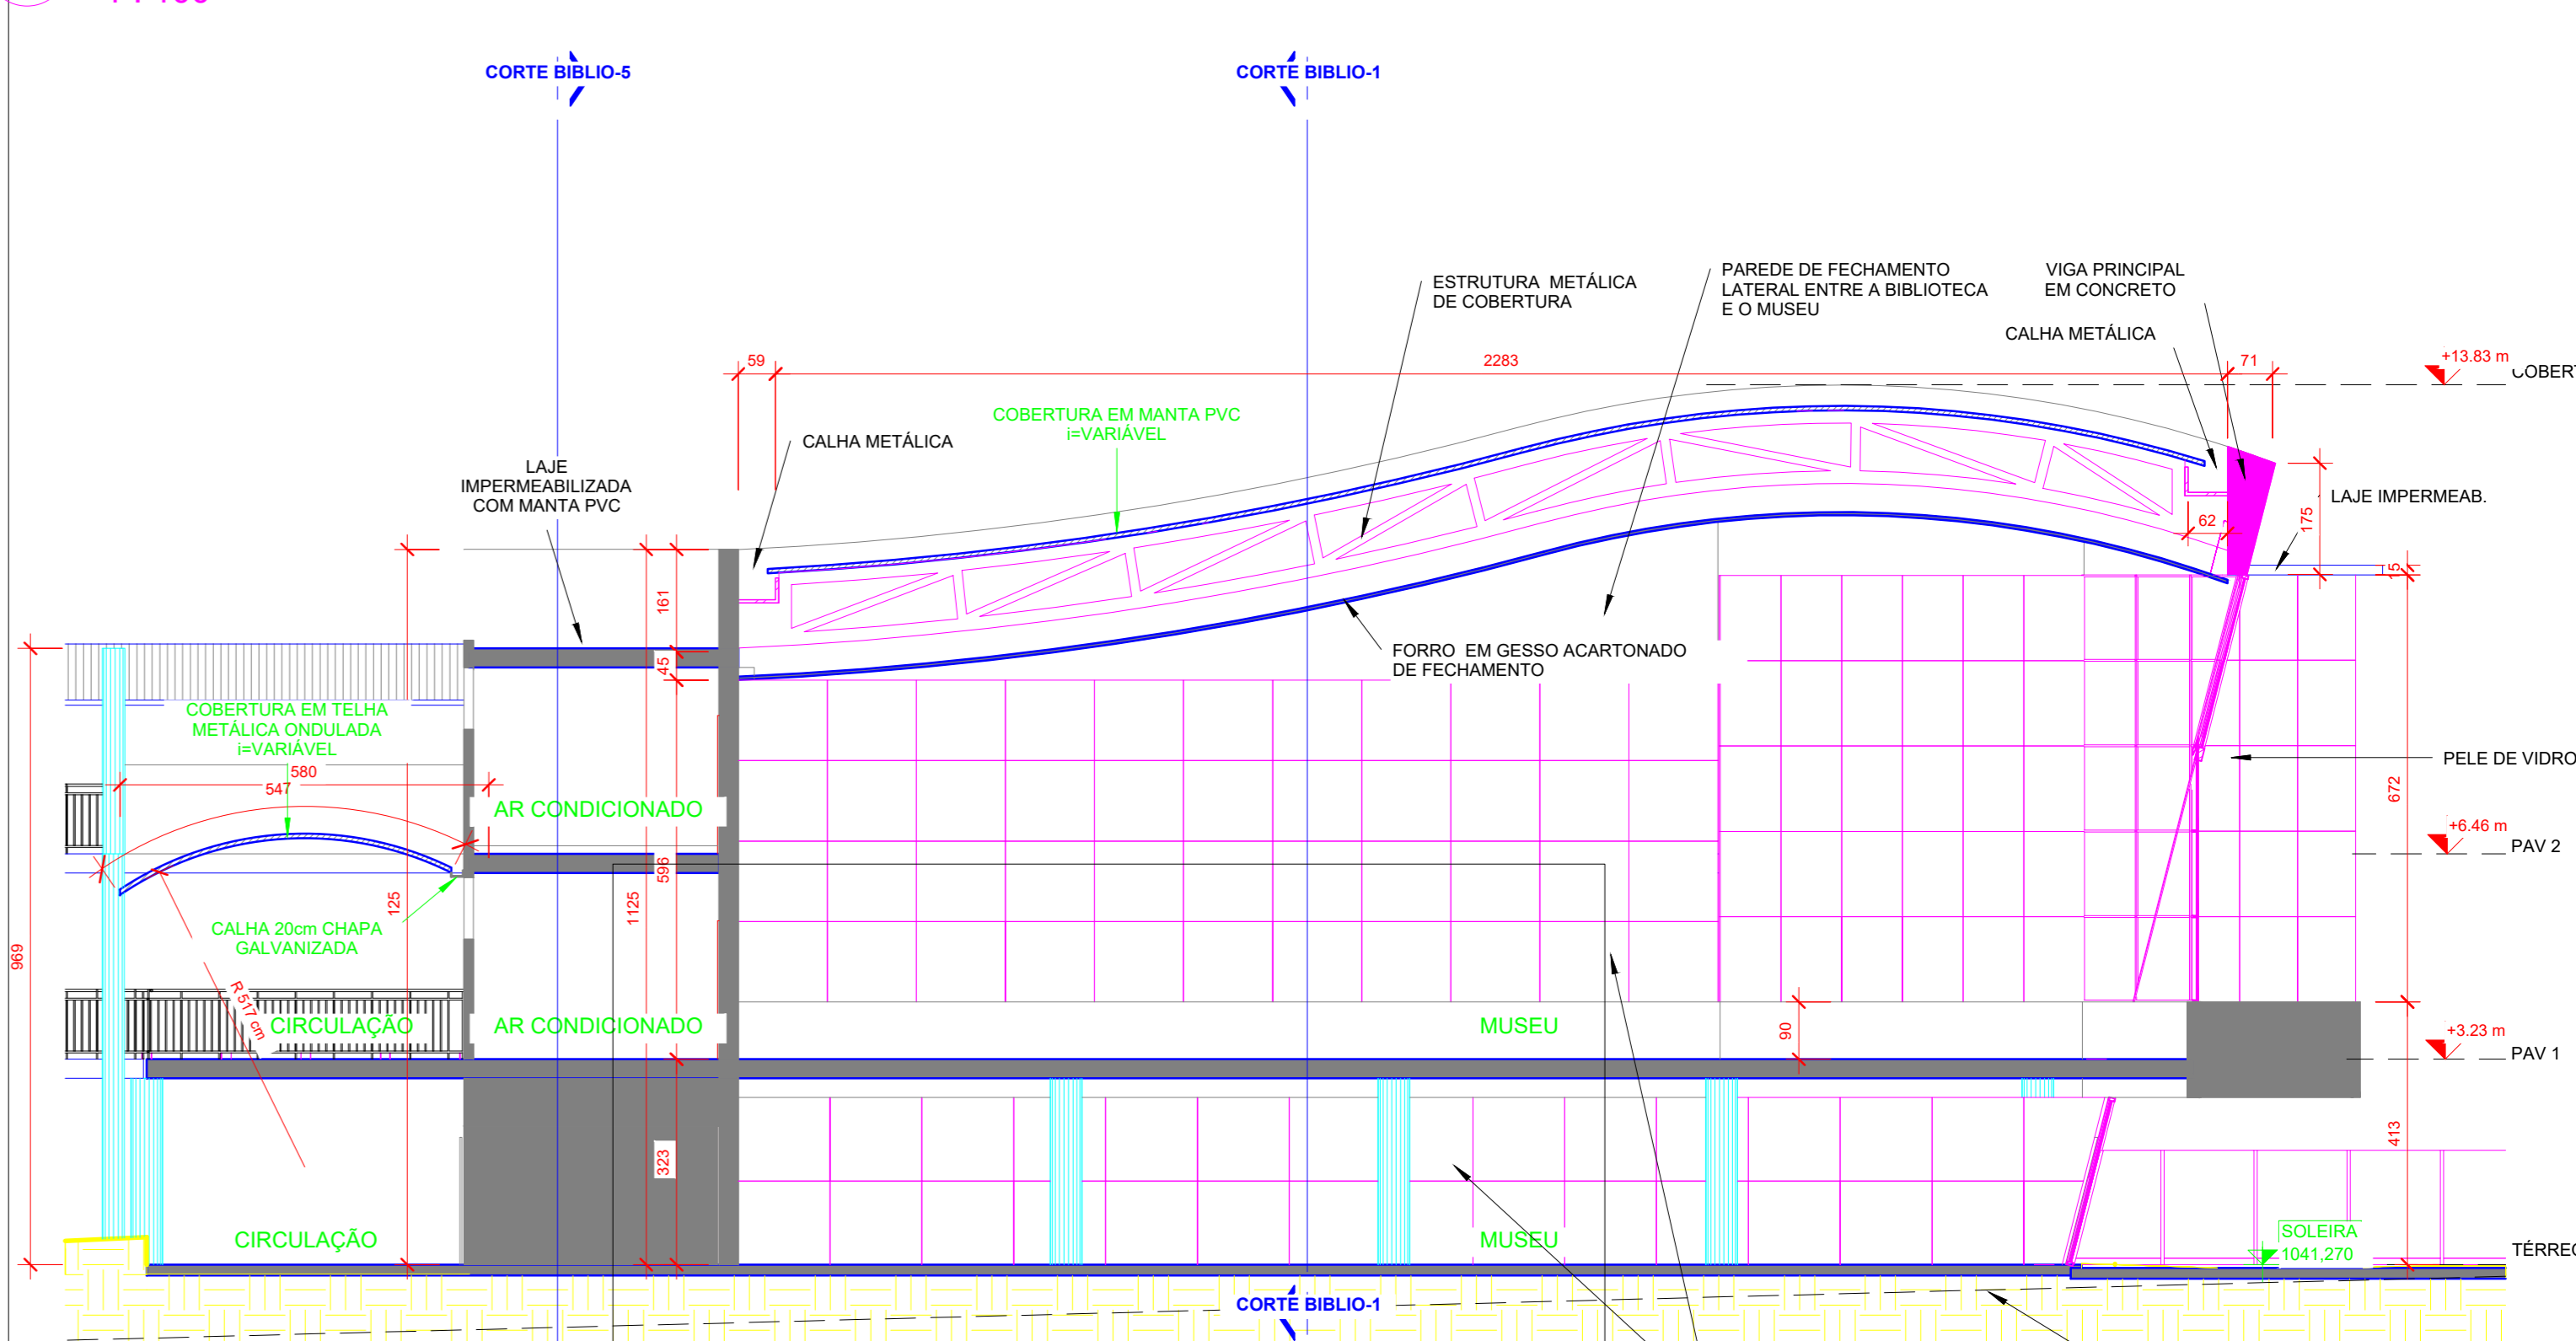 CORTE BIBLIO-5
CORTE BIBLIO-1
ESTRUTURA METÁLICA
DE COBERTURA
PAREDE DE FECHAMENTO
LATERAL ENTRE A BIBLIOTECA
E O MUSEU
VIGA PRINCIPAL
EM CONCRETO
CALHA METÁLICA
59
2283
71
+13.83 m
COBERT
COBERTURA EM MANTA PVC
i=VARIÁVEL
CALHA METÁLICA
LAJE
IMPERMEABILIZADA
COM MANTA PVC
LAJE IMPERMEAB.
62
175
15
161
45
FORRO EM GESSO ACARTONADO
DE FECHAMENTO
COBERTURA EM TELHA
METÁLICA ONDULADA
i=VARIÁVEL
580
547
AR CONDICIONADO
PELE DE VIDRO
672
+6.46 m
PAV 2
596
125
1125
CALHA 20cm CHAPA
GALVANIZADA
969
R 517 cm
CIRCULAÇÃO
AR CONDICIONADO
MUSEU
90
+3.23 m
PAV 1
323
413
CIRCULAÇÃO
MUSEU
SOLEIRA
1041,270
TÉRREO
CORTE BIBLIO-1